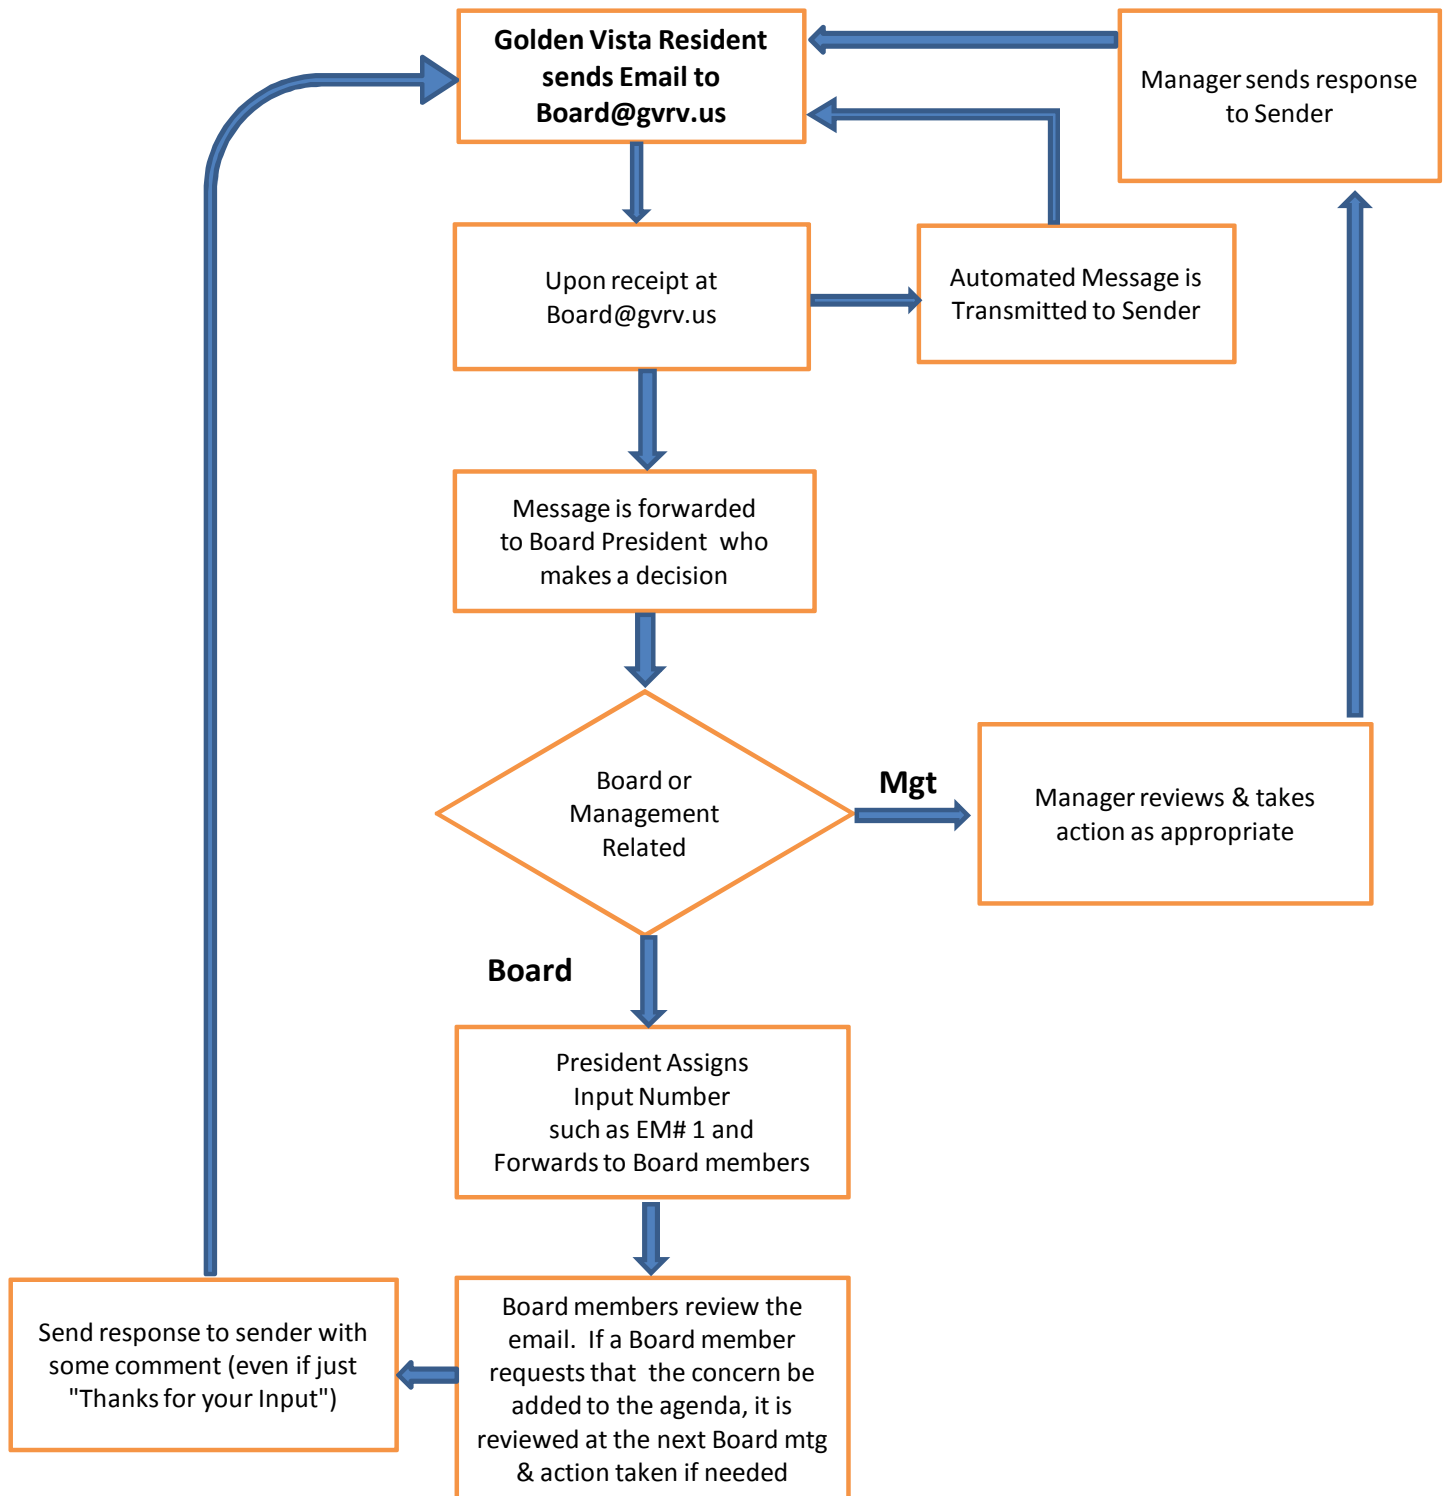 Golden Vista Resident
sends Email to
Board@gvrv.us
Manager sends response
to Sender
Upon receipt at
Board@gvrv.us
Automated Message is
Transmitted to Sender
Message is forwarded
to Board President who
makes a decision
Board or
Management
Related
Mgt
Manager reviews & takes
action as appropriate
Board
President Assigns
Input Number
such as EM# 1 and
Forwards to Board members
Send response to sender with
some comment (even if just
"Thanks for your Input")
Board members review the
email. If a Board member
requests that the concern be
added to the agenda, it is
reviewed at the next Board mtg
& action taken if needed